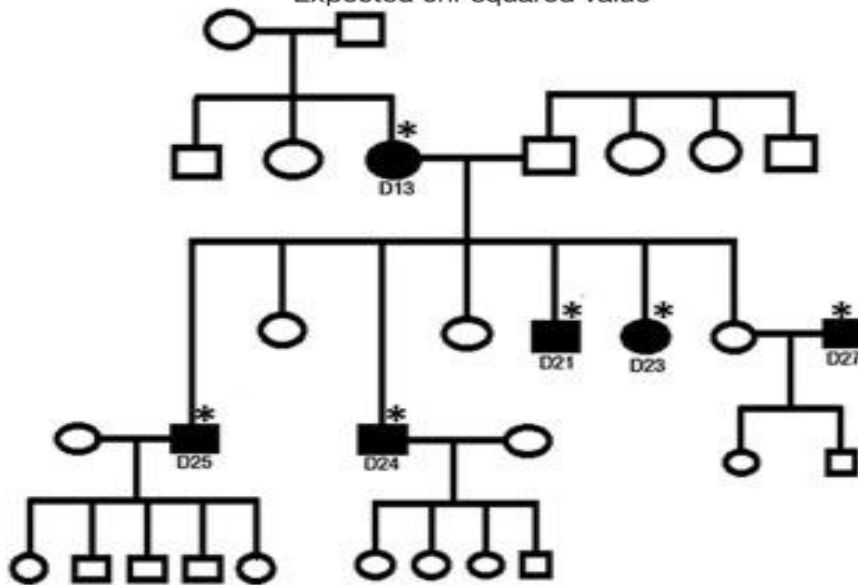 Expected chi-squared value
*
D13
* * *
D21 D23 D27
* *
D25 D24